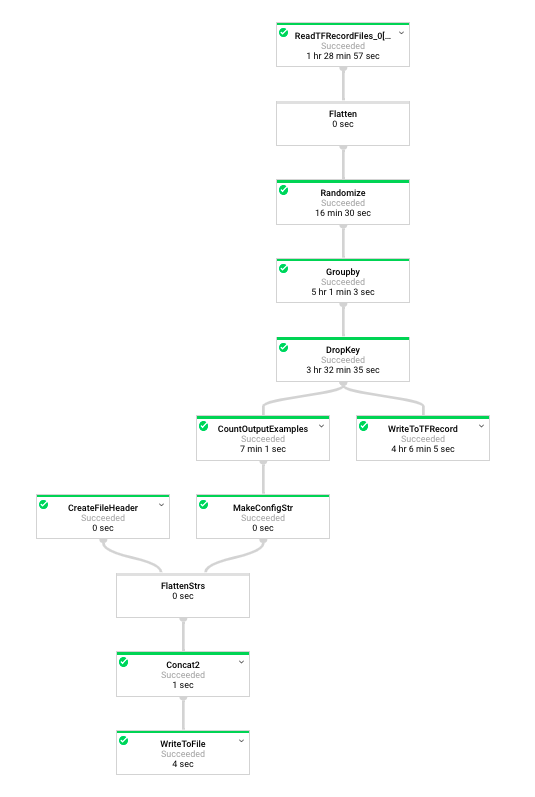 ReadTFRecordFiles_0[...
Succeeded
1 hr 28 min 57 sec
Flatten
0 sec
Randomize
Succeeded
16 min 30 sec
Groupby
Succeeded
5 hr 1 min 3 sec
DropKey
Succeeded
3 hr 32 min 35 sec
CountOutputExamples
Succeeded
7 min 1 sec
WriteToTFRecord
Succeeded
4 hr 6 min 5 sec
CreateFileHeader
Succeeded
0 sec
MakeConfigStr
Succeeded
0 sec
FlattenStrs
0 sec
Concat2
Succeeded
1 sec
WriteToFile
Succeeded
4 sec